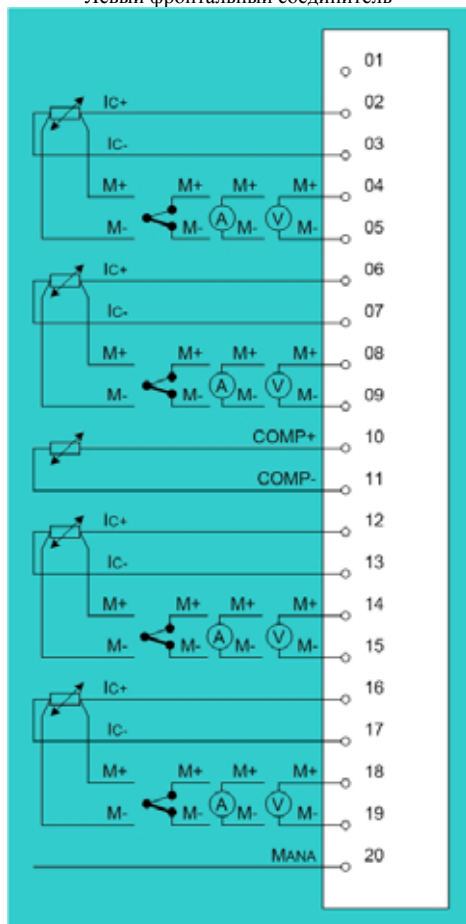 Левый фронтальный соединитель
01
Ic+ 02
Ic- 03
M+ M+ M+ M+ 04
A V
M- M- M- M- 05
Ic+ 06
Ic- 07
M+ M+ M+ M+ 08
A V
M- M- M- M- 09
COMP+ 10
COMP- 11
Ic+ 12
Ic- 13
M+ M+ M+ M+ 14
A V
M- M- M- M- 15
Ic+ 16
Ic- 17
M+ M+ M+ M+ 18
A V
M- M- M- M- 19
MANA 20